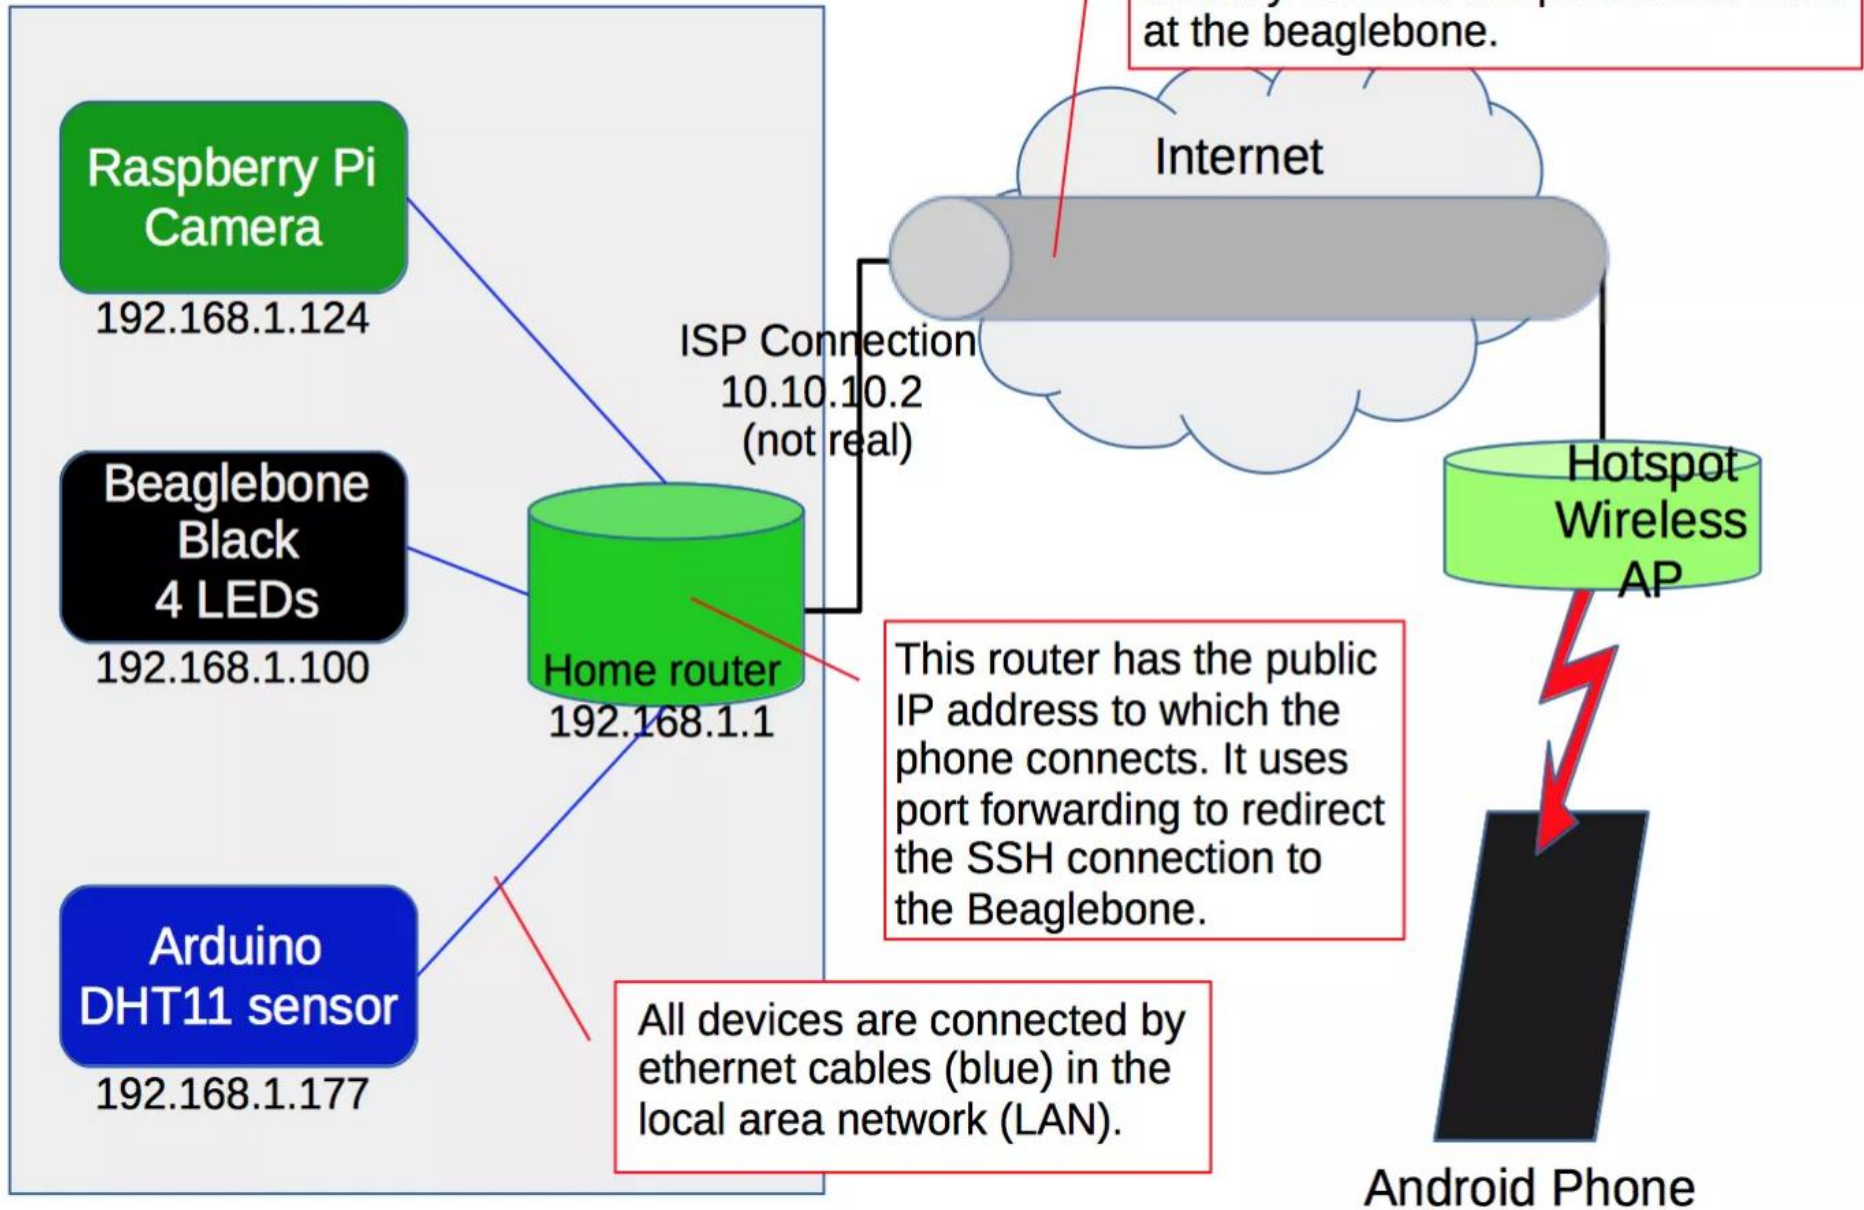 at the beaglebone.
Internet
Raspberry Pi
Camera
192.168.1.124
ISP Connection
10.10.10.2
(not real)
Beaglebone
Black
4 LEDs
192.168.1.100
Home router
192.168.1.1
Hotspot
Wireless
AP
This router has the public
IP address to which the
phone connects. It uses
port forwarding to redirect
the SSH connection to
the Beaglebone.
Arduino
DHT11 sensor
192.168.1.177
All devices are connected by
ethernet cables (blue) in the
local area network (LAN).
Android Phone